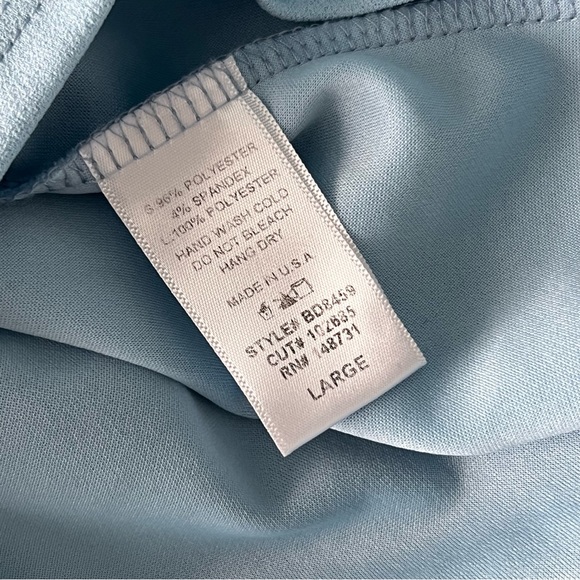 S:96% POLYESTER
4% SPANDEX
L:100% POLYESTER
HAND WASH COLD
DO NOT BLEACH
HANG DRY
MADE IN U.S.A
STYLE# BD8459
CUT# 102685
RN# 148731
LARGE